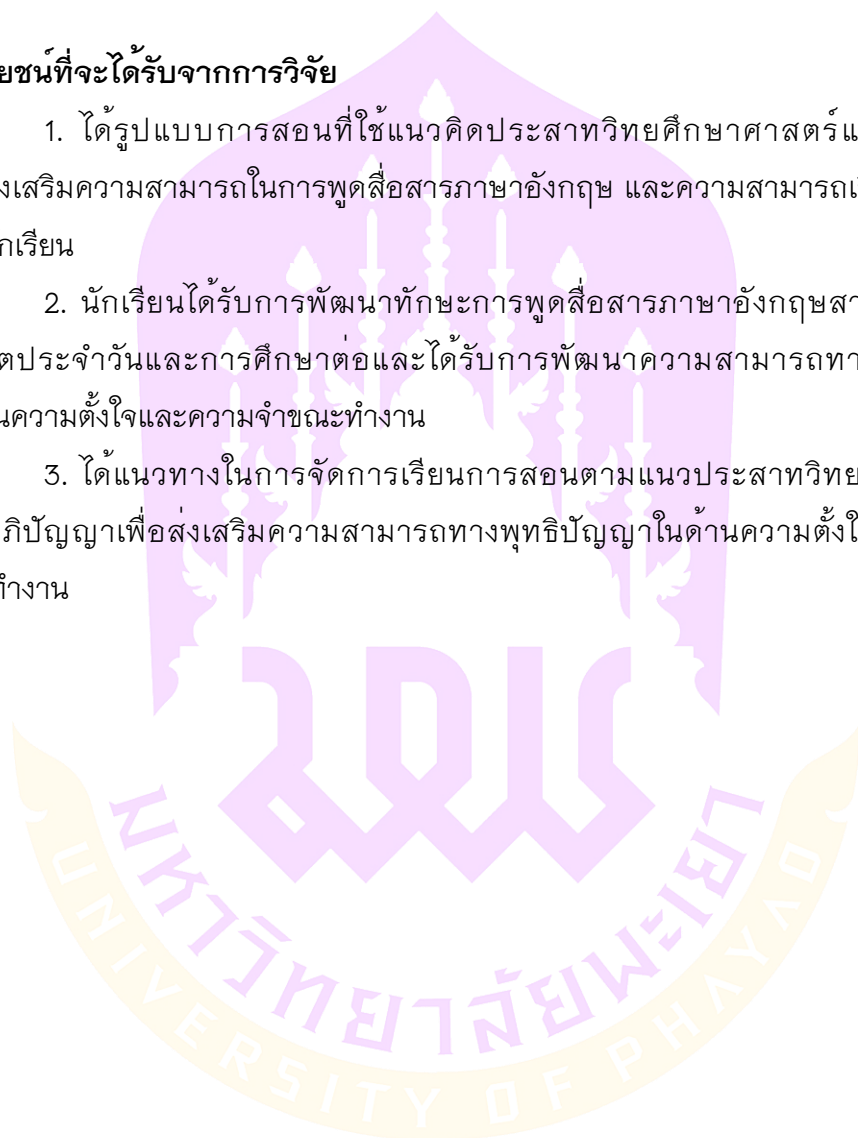 ยชน์ที่จะได้รับจากการวิจัย
1. ได้รูปแบบการสอนที่ใช้แนวคิดประสาทวิทยศึกษาศาสตร์แ
งเสริมความสามารถในการพูดสื่อสารภาษาอังกฤษ และความสามารถ
กเรียน
2. นักเรียนได้รับการพัฒนาทักษะการพูดสื่อสารภาษาอังกฤษสา
ตประจำวันและการศึกษาต่อและได้รับการพัฒนาความสามารถทา
นความตั้งใจและความจำขณะทำงาน
3. ได้แนวทางในการจัดการเรียนการสอนตามแนวประสาทวิทย
ภิปัญญาเพื่อส่งเสริมความสามารถทางพุทธิปัญญาในด้านความตั้งใ
ทำงาน
มหาวิทยาลัยพะเยา
UNIVERSITY OF PHAYAO